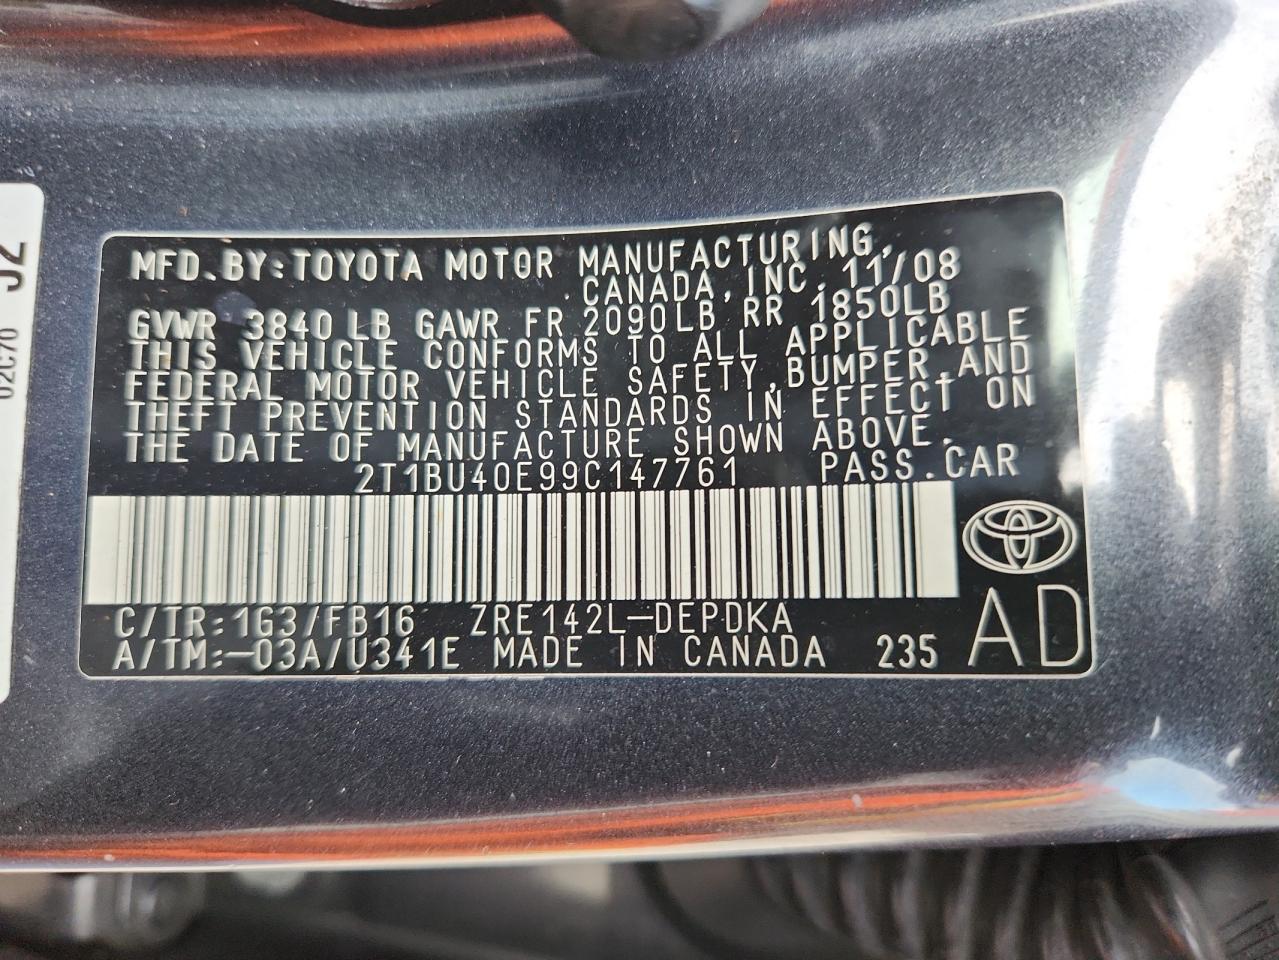 MFD.BY:TOYOTA MOTOR MANUFACTURING,
CANADA,INC. 11/08
GVWR 3840LB GAWR FR 2090LB RR 1850LB
THIS VEHICLE CONFORMS TO ALL APPLICABLE
FEDERAL MOTOR VEHICLE SAFETY,BUMPER,AND
THEFT PREVENTION STANDARDS IN EFFECT ON
THE DATE OF MANUFACTURE SHOWN ABOVE.
2T1BU40E99C147761 PASS.CAR
C/TR:1G3/FB16 ZRE142L-DEPDKA
A/TM:-03A/U341E MADE IN CANADA 235
AD
02C70